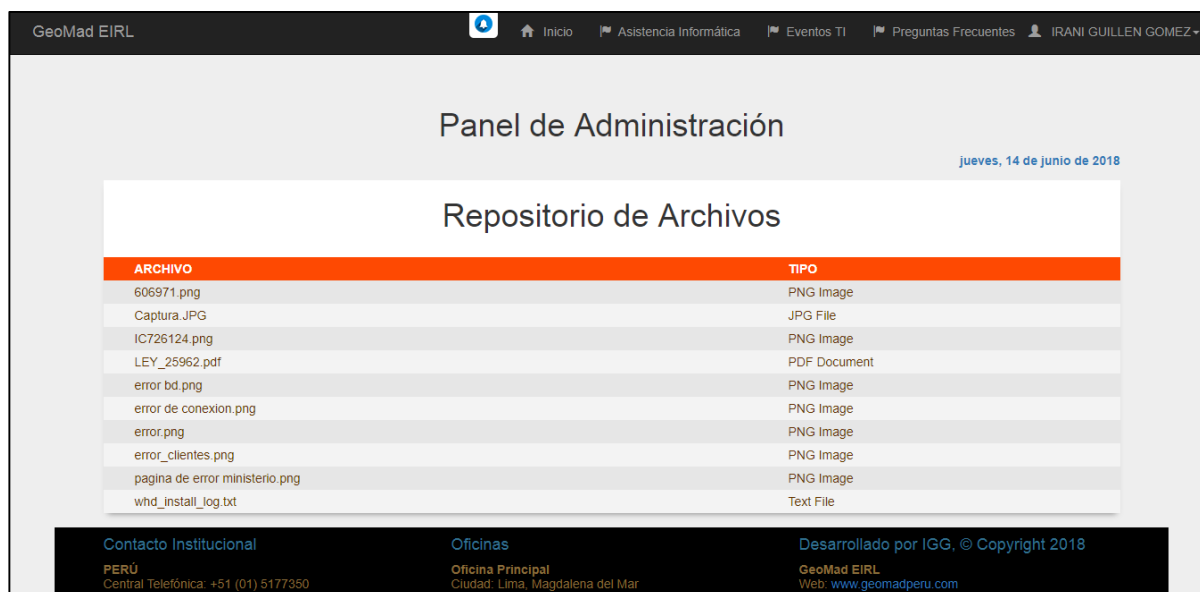 GeoMad EIRL Inicio Asistencia Informática Eventos TI Preguntas Frecuentes IRANI GUILLEN GOMEZ
Panel de Administración
jueves, 14 de junio de 2018
Repositorio de Archivos
ARCHIVO TIPO
606971.png PNG Image
Captura.JPG JPG File
IC726124.png PNG Image
LEY_25962.pdf PDF Document
error bd.png PNG Image
error de conexion.png PNG Image
error.png PNG Image
error_clientes.png PNG Image
pagina de error ministerio.png PNG Image
whd_install_log.txt Text File
Contacto Institucional Oficinas Desarrollado por IGG, © Copyright 2018
PERÚ Oficina Principal GeoMad EIRL
Central Telefónica: +51 (01) 5177350 Ciudad: Lima, Magdalena del Mar Web: www.geomadperu.com